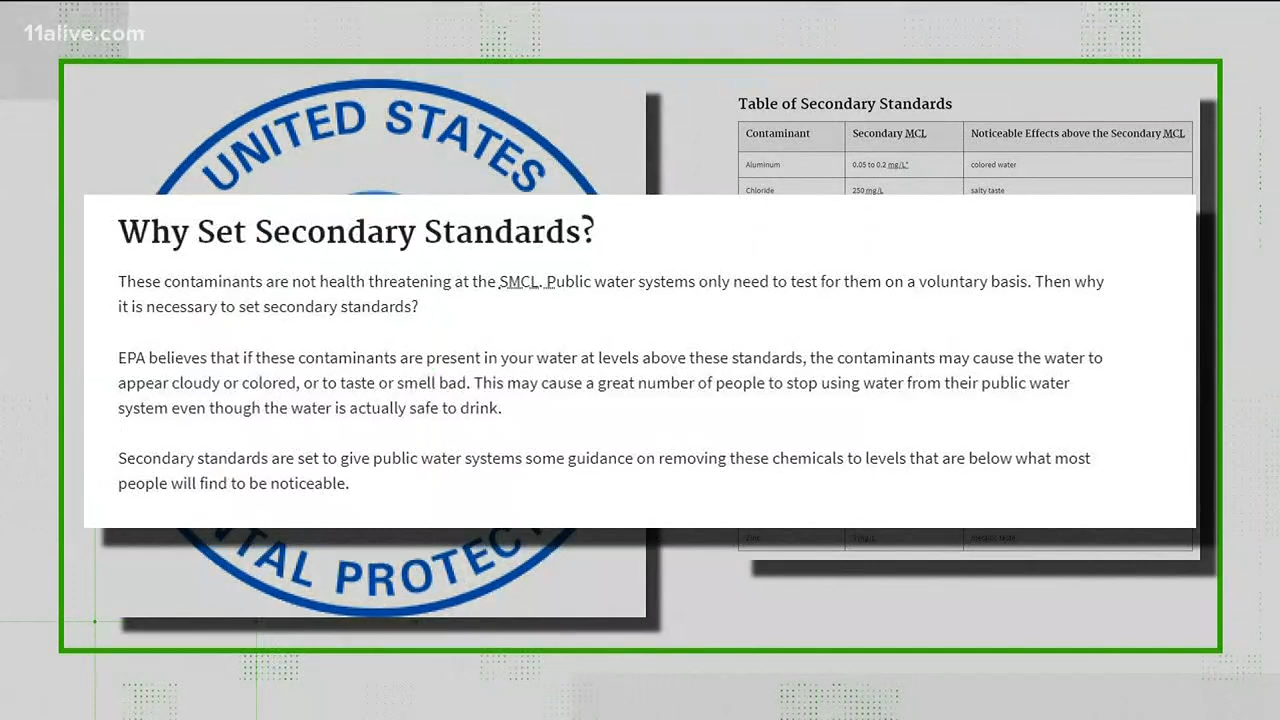 11alive.com
UNITED STATES
NTAL PROTECT
Table of Secondary Standards
Contaminant Secondary MCL Noticeable Effects above the Secondary MCL
Aluminum 0.05 to 0.2 mg/L* colored water
Chloride 250 mg/L salty taste
Why Set Secondary Standards?
These contaminants are not health threatening at the SMCL. Public water systems only need to test for them on a voluntary basis. Then why
it is necessary to set secondary standards?
EPA believes that if these contaminants are present in your water at levels above these standards, the contaminants may cause the water to
appear cloudy or colored, or to taste or smell bad. This may cause a great number of people to stop using water from their public water
system even though the water is actually safe to drink.
Secondary standards are set to give public water systems some guidance on removing these chemicals to levels that are below what most
people will find to be noticeable.
Zinc metallic taste